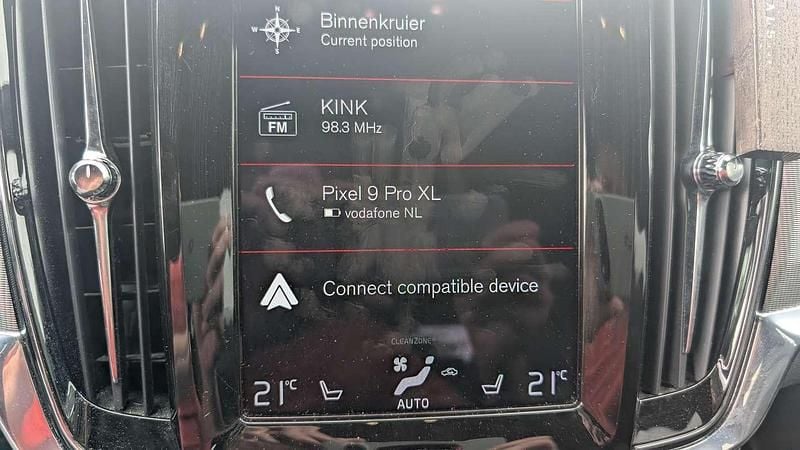 N
W E
S
Binnenkruier
Current position
FM
KINK
98.3 MHz
Pixel 9 Pro XL
vodafone NL
Connect compatible device
CLEANZONE
21°C
AUTO
21°C